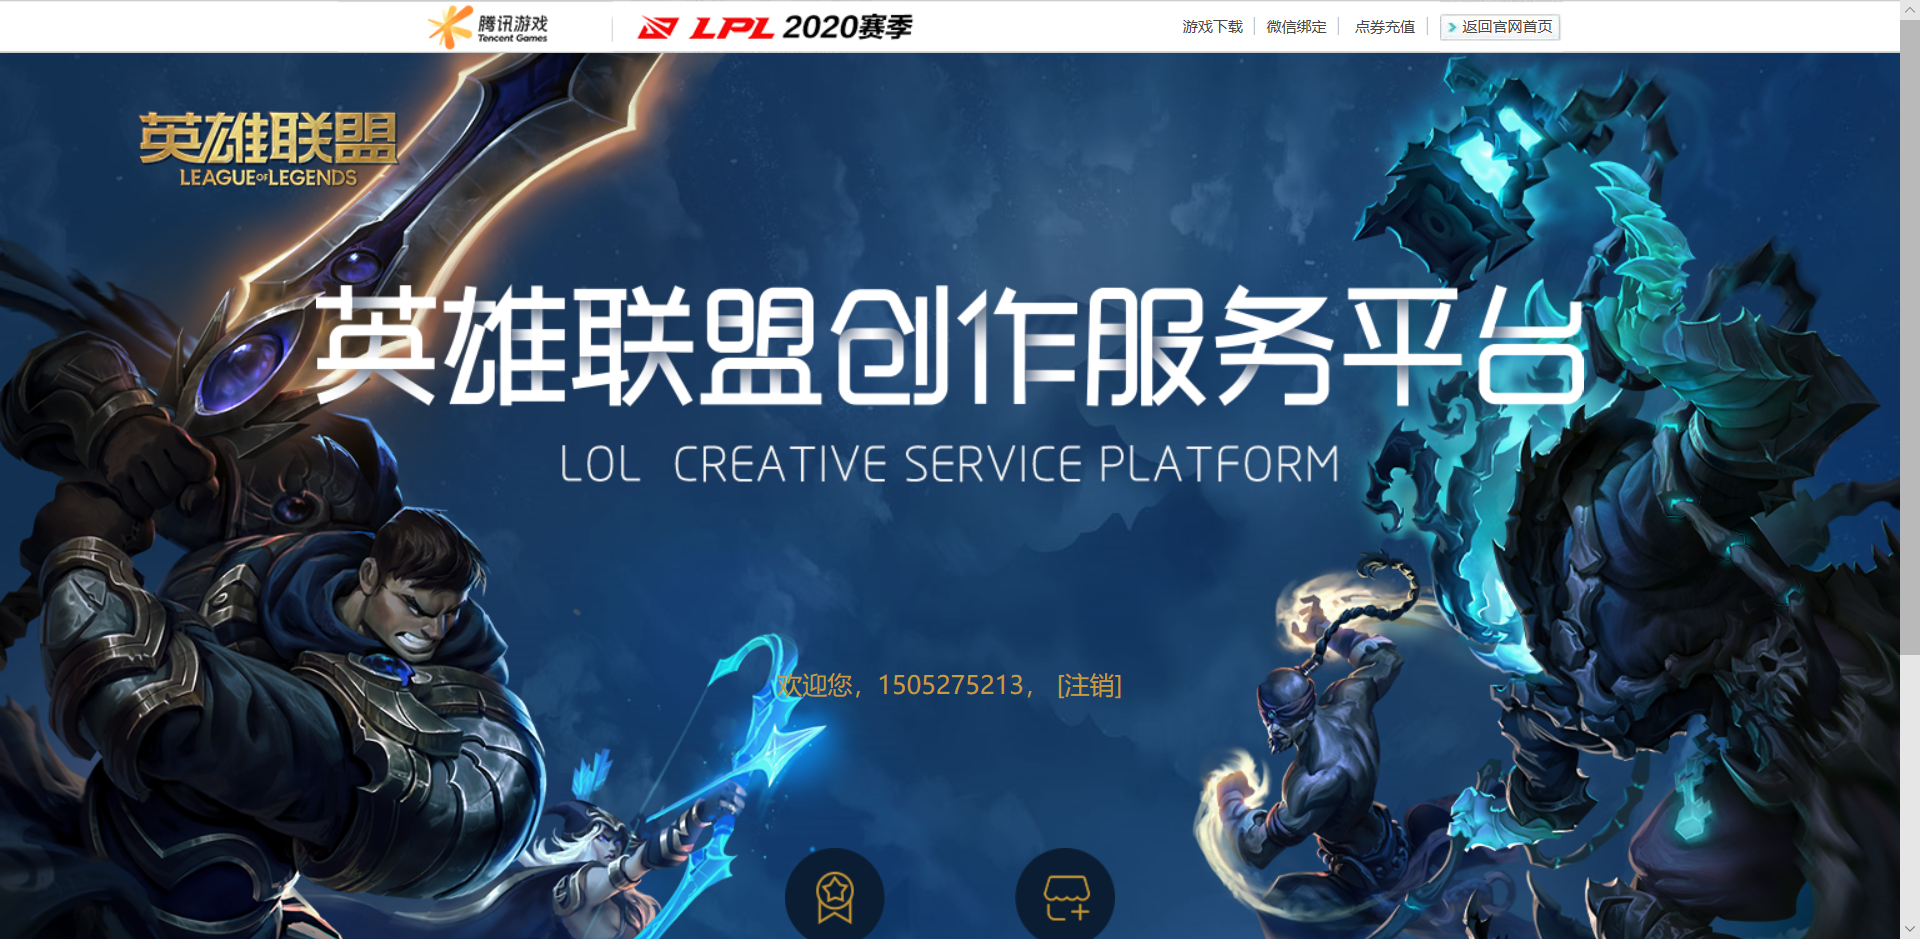 腾讯游戏
Tencent Games
LPL 2020赛季
游戏下载
微信绑定
点券充值
返回官网首页
英雄联盟
LEAGUE OF LEGENDS
英雄联盟创作服务平台
LOL CREATIVE SERVICE PLATFORM
欢迎您，1505275213， [注销]